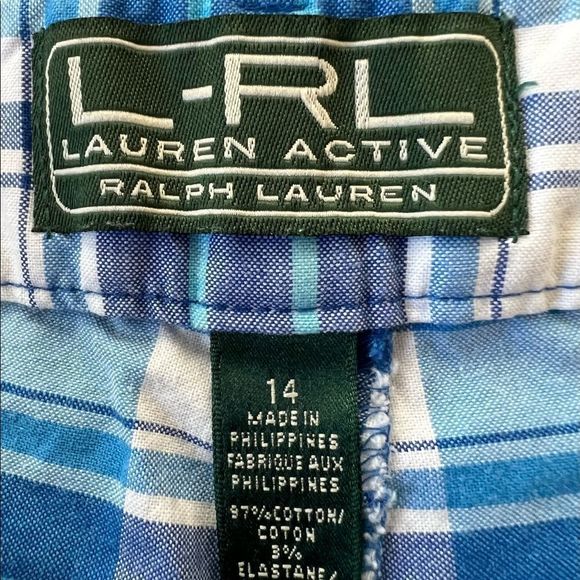 L-RL
LAUREN ACTIVE
RALPH LAUREN
14
MADE IN
PHILIPPINES
FABRIQUE AUX
PHILIPPINES
97%COTTON/
COTON
3%
ELASTANE/